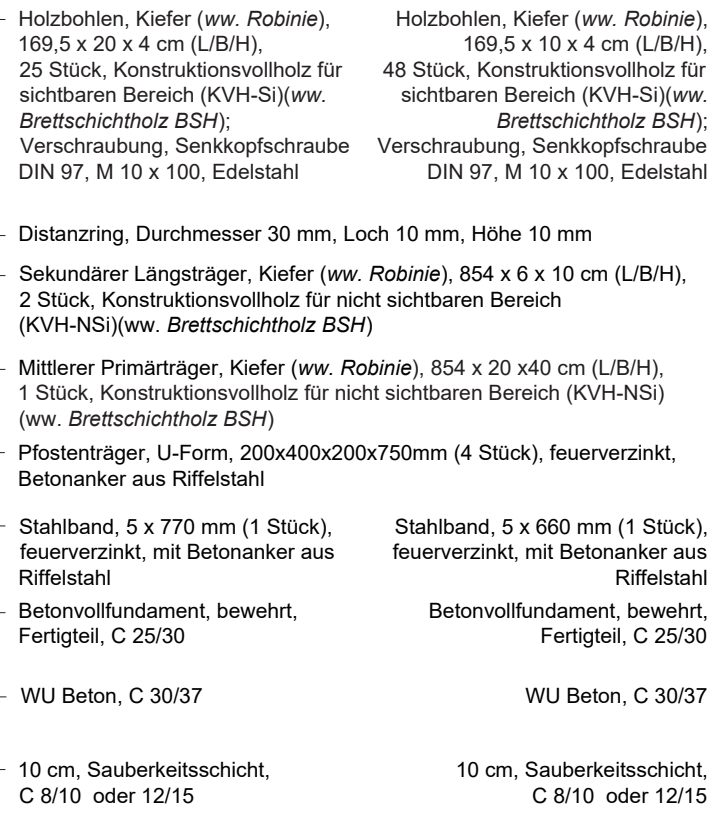 – Holzbohlen, Kiefer (ww. Robinie),
169,5 x 20 x 4 cm (L/B/H),
25 Stück, Konstruktionsvollholz für
sichtbaren Bereich (KVH-Si)(ww.
Brettschichtholz BSH);
Verschraubung, Senkkopfschraube
DIN 97, M 10 x 100, Edelstahl
Holzbohlen, Kiefer (ww. Robinie),
169,5 x 10 x 4 cm (L/B/H),
48 Stück, Konstruktionsvollholz für
sichtbaren Bereich (KVH-Si)(ww.
Brettschichtholz BSH);
Verschraubung, Senkkopfschraube
DIN 97, M 10 x 100, Edelstahl
– Distanzring, Durchmesser 30 mm, Loch 10 mm, Höhe 10 mm
– Sekundärer Längsträger, Kiefer (ww. Robinie), 854 x 6 x 10 cm (L/B/H),
2 Stück, Konstruktionsvollholz für nicht sichtbaren Bereich
(KVH-NSi)(ww. Brettschichtholz BSH)
– Mittlerer Primärträger, Kiefer (ww. Robinie), 854 x 20 x40 cm (L/B/H),
1 Stück, Konstruktionsvollholz für nicht sichtbaren Bereich (KVH-NSi)
(ww. Brettschichtholz BSH)
– Pfostenträger, U-Form, 200x400x200x750mm (4 Stück), feuerverzinkt,
Betonanker aus Riffelstahl
– Stahlband, 5 x 770 mm (1 Stück),
feuerverzinkt, mit Betonanker aus
Riffelstahl
Stahlband, 5 x 660 mm (1 Stück),
feuerverzinkt, mit Betonanker aus
Riffelstahl
– Betonvollfundament, bewehrt,
Fertigteil, C 25/30
Betonvollfundament, bewehrt,
Fertigteil, C 25/30
– WU Beton, C 30/37
WU Beton, C 30/37
– 10 cm, Sauberkeitsschicht,
C 8/10 oder 12/15
10 cm, Sauberkeitsschicht,
C 8/10 oder 12/15